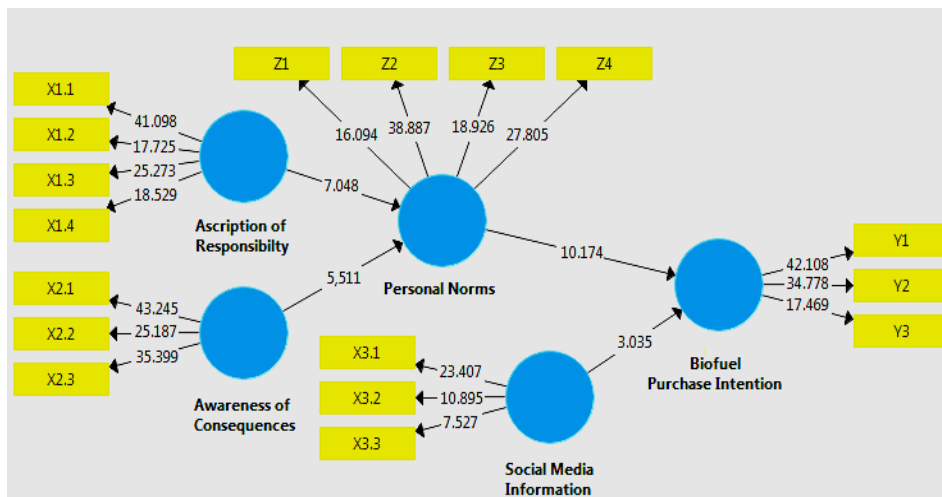 Z1 Z2 Z3 Z4
X1.1
41.098
X1.2
17.725
X1.3
25.273
X1.4
18.529
16.094 38.887 18.926 27.805
7.048
Ascription of
Responsibilty
5,511
Personal Norms
10.174
X2.1
43.245
X2.2
25.187
X2.3
35.399
Awareness of
Consequences
Y1
42.108
Y2
34.778
Y3
17.469
Biofuel
Purchase Intention
3.035
X3.1
23.407
X3.2
10.895
X3.3
7.527
Social Media
Information